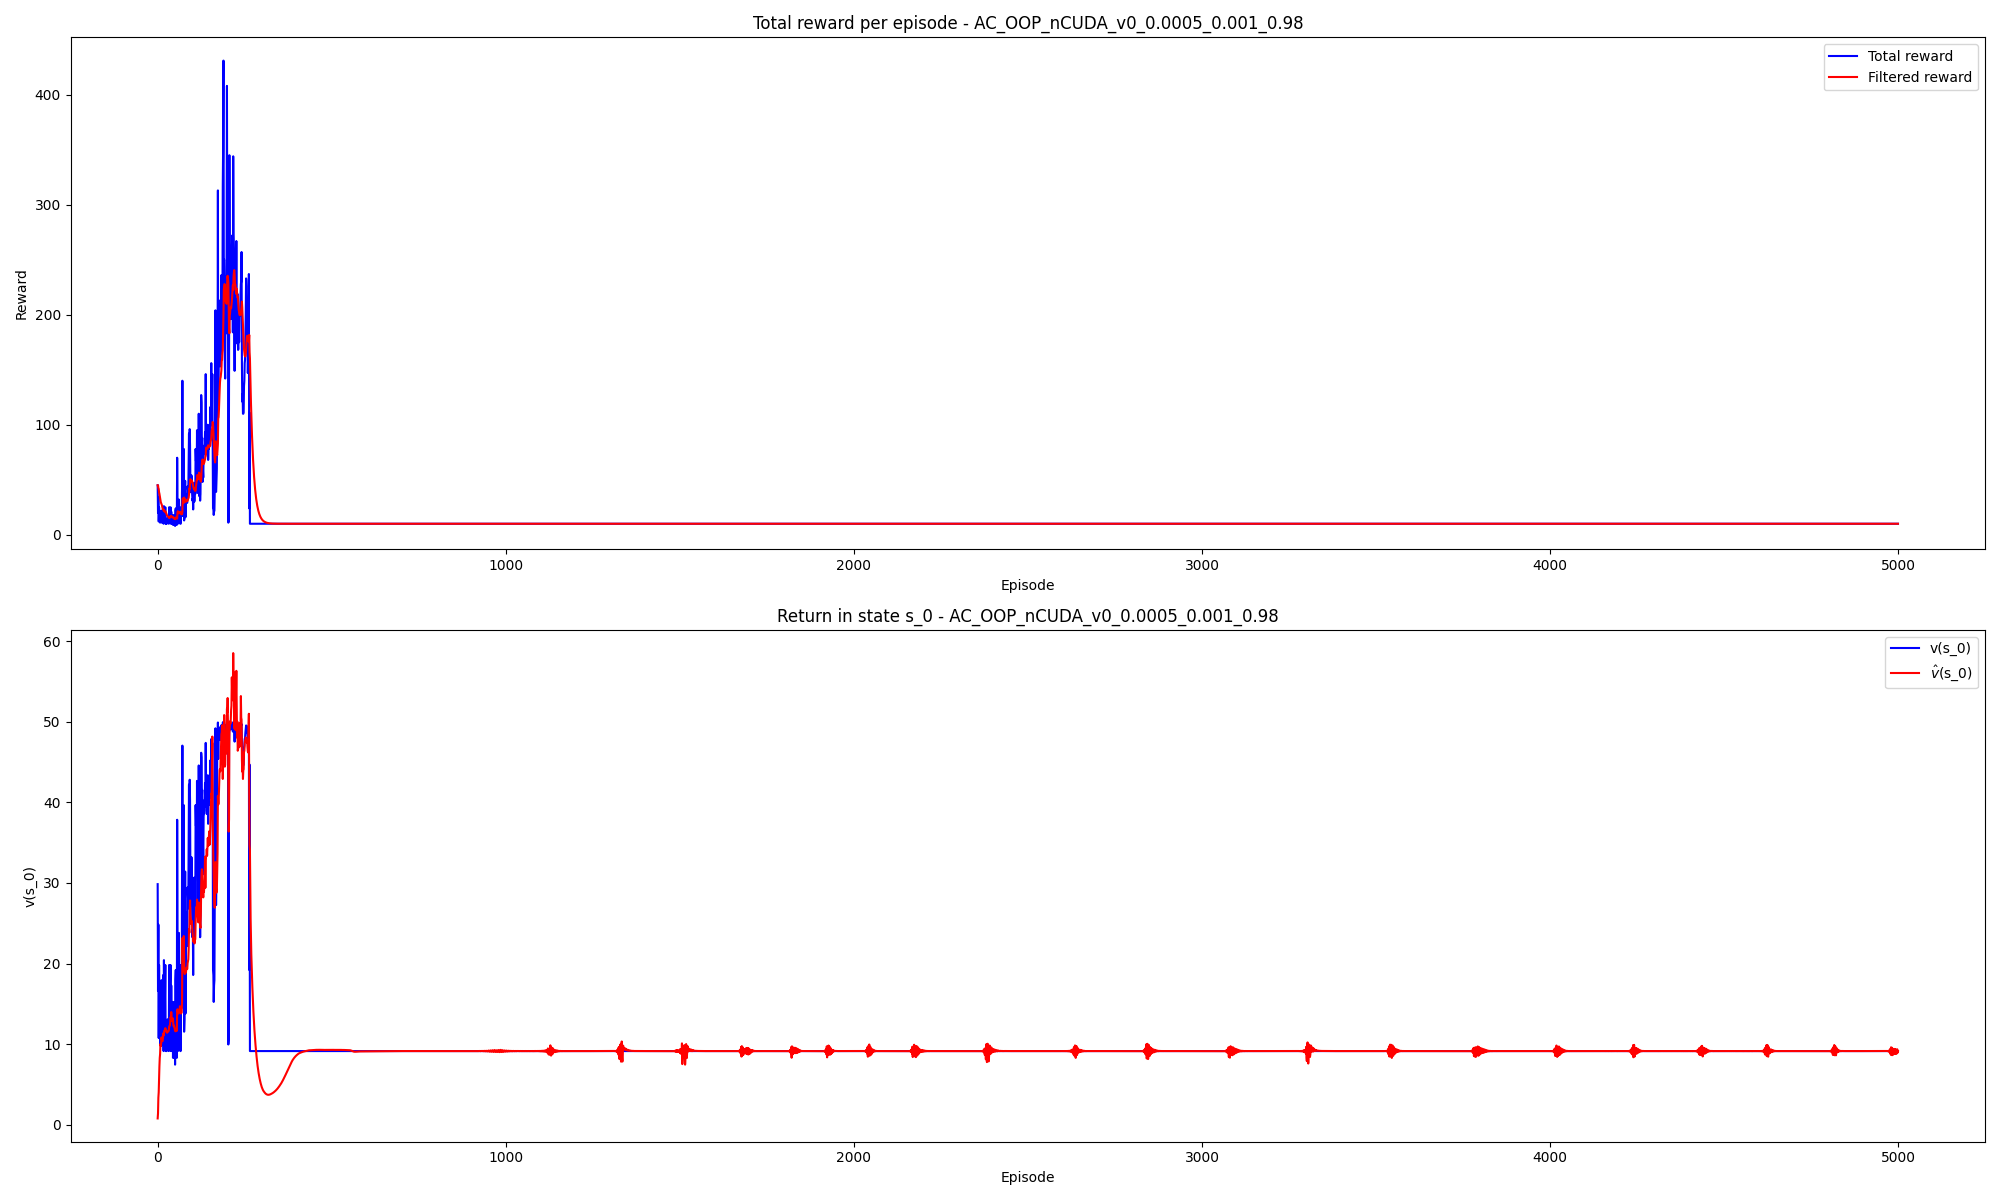 Total reward per episode - AC_OOP_nCUDA_v0_0.0005_0.001_0.98
Total reward
Filtered reward
400
300
200
100
0
Reward
0 1000 2000 3000 4000 5000
Episode
Return in state s_0 - AC_OOP_nCUDA_v0_0.0005_0.001_0.98
v(s_0)
v̂(s_0)
60
50
40
30
20
10
0
v(s_0)
0 1000 2000 3000 4000 5000
Episode